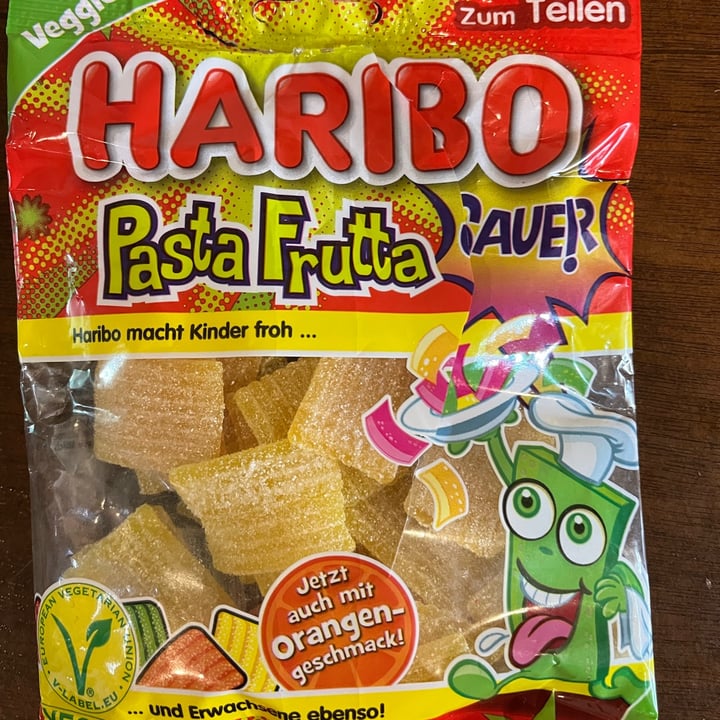 Veggie
Zum Teilen
HARIBO
Pasta Frutta
SAUER!
Haribo macht Kinder froh ...
Jetzt
auch mit
Orangen-
geschmack!
EUROPEAN VEGETARIAN UNION
V-LABEL.EU
... und Erwachsene ebenso!